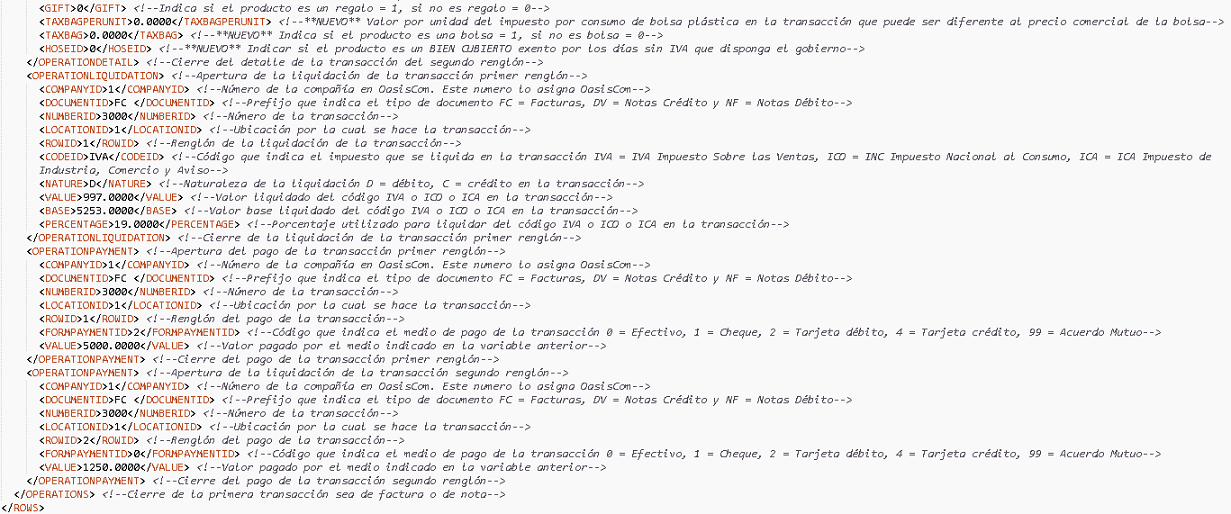 <GIFT>0</GIFT> <!--Indica si el producto es un regalo = 1, si no es regalo = 0-->
<TAXBAGPERUNIT>0.0000</TAXBAGPERUNIT> <!--**NUEVO** Valor por unidad del impuesto por consumo de bolsa plástica en la transacción que puede ser diferente al precio comercial de la bolsa-->
<TAXBAG>0.0000</TAXBAG> <!--**NUEVO** Indica si el producto es una bolsa = 1, si no es bolsa = 0-->
<HOSEID>0</HOSEID> <!--**NUEVO** Indicar si el producto es un BIEN CUBIERTO exento por los días sin IVA que disponga el gobierno-->
</OPERATIONDETAIL> <!--Cierre del detalle de la transacción del segundo renglón-->
<OPERATIONLIQUIDATION> <!--Apertura de la liquidación de la transacción primer renglón-->
<COMPANYID>1</COMPANYID> <!--Número de la compañía en OasisCom. Este numero lo asigna OasisCom-->
<DOCUMENTID>FC </DOCUMENTID> <!--Prefijo que indica el tipo de documento FC = Facturas, DV = Notas Crédito y NF = Notas Débito-->
<NUMBERID>3000</NUMBERID> <!--Número de la transacción-->
<LOCATIONID>1</LOCATIONID> <!--Ubicación por la cual se hace la transacción-->
<ROWID>1</ROWID> <!--Renglón de la liquidación de la transacción-->
<CODEID>IVA</CODEID> <!--Código que indica el impuesto que se liquida en la transacción IVA = IVA Impuesto Sobre las Ventas, ICO = INC Impuesto Nacional al Consumo, ICA = ICA Impuesto de
Industria, Comercio y Aviso-->
<NATURE>D</NATURE> <!--Naturaleza de la liquidación D = débito, C = crédito en la transacción-->
<VALUE>997.0000</VALUE> <!--Valor liquidado del código IVA o ICO o ICA en la transacción-->
<BASE>5253.0000</BASE> <!--Valor base liquidado del código IVA o ICO o ICA en la transacción-->
<PERCENTAGE>19.0000</PERCENTAGE> <!--Porcentaje utilizado para liquidar del código IVA o ICO o ICA en la transacción-->
</OPERATIONLIQUIDATION> <!--Cierre de la liquidación de la transacción primer renglón-->
<OPERATIONPAYMENT> <!--Apertura del pago de la transacción primer renglón-->
<COMPANYID>1</COMPANYID> <!--Número de la compañía en OasisCom. Este numero lo asigna OasisCom-->
<DOCUMENTID>FC </DOCUMENTID> <!--Prefijo que indica el tipo de documento FC = Facturas, DV = Notas Crédito y NF = Notas Débito-->
<NUMBERID>3000</NUMBERID> <!--Número de la transacción-->
<LOCATIONID>1</LOCATIONID> <!--Ubicación por la cual se hace la transacción-->
<ROWID>1</ROWID> <!--Renglón del pago de la transacción-->
<FORMPAYMENTID>2</FORMPAYMENTID> <!--Código que indica el medio de pago de la transacción 0 = Efectivo, 1 = Cheque, 2 = Tarjeta débito, 4 = Tarjeta crédito, 99 = Acuerdo Mutuo-->
<VALUE>5000.0000</VALUE> <!--Valor pagado por el medio indicado en la variable anterior-->
</OPERATIONPAYMENT> <!--Cierre del pago de la transacción primer renglón-->
<OPERATIONPAYMENT> <!--Apertura de la liquidación de la transacción segundo renglón-->
<COMPANYID>1</COMPANYID> <!--Número de la compañía en OasisCom. Este numero lo asigna OasisCom-->
<DOCUMENTID>FC </DOCUMENTID> <!--Prefijo que indica el tipo de documento FC = Facturas, DV = Notas Crédito y NF = Notas Débito-->
<NUMBERID>3000</NUMBERID> <!--Número de la transacción-->
<LOCATIONID>1</LOCATIONID> <!--Ubicación por la cual se hace la transacción-->
<ROWID>2</ROWID> <!--Renglón del pago de la transacción-->
<FORMPAYMENTID>0</FORMPAYMENTID> <!--Código que indica el medio de pago de la transacción 0 = Efectivo, 1 = Cheque, 2 = Tarjeta débito, 4 = Tarjeta crédito, 99 = Acuerdo Mutuo-->
<VALUE>1250.0000</VALUE> <!--Valor pagado por el medio indicado en la variable anterior-->
</OPERATIONPAYMENT> <!--Cierre del pago de la transacción segundo renglón-->
</OPERATIONS> <!--Cierre de la primera transacción sea de factura o de nota-->
</ROWS>